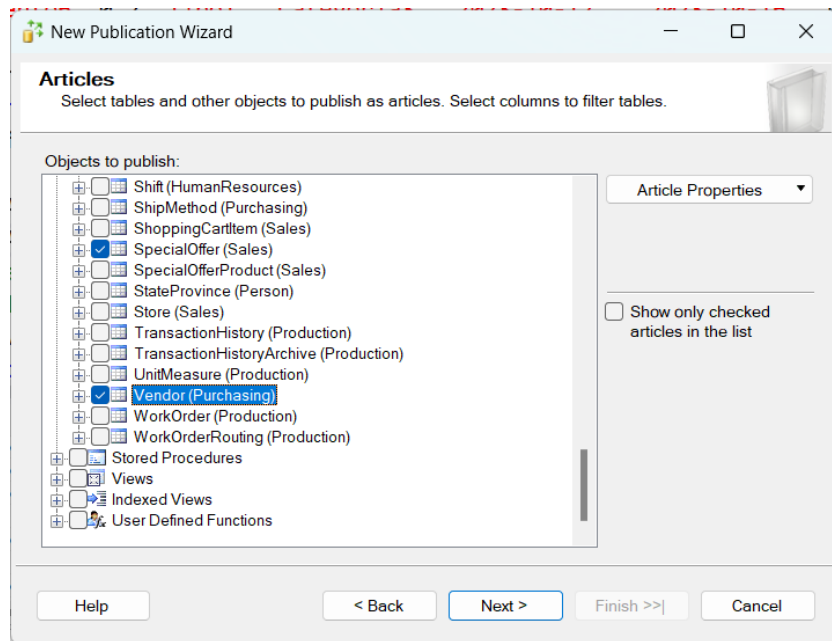 New Publication Wizard
Articles
Select tables and other objects to publish as articles. Select columns to filter tables.
Objects to publish:
Shift (HumanResources)
ShipMethod (Purchasing)
ShoppingCartItem (Sales)
SpecialOffer (Sales)
SpecialOfferProduct (Sales)
StateProvince (Person)
Store (Sales)
TransactionHistory (Production)
TransactionHistoryArchive (Production)
UnitMeasure (Production)
Vendor (Purchasing)
WorkOrder (Production)
WorkOrderRouting (Production)
Stored Procedures
Views
Indexed Views
User Defined Functions
Article Properties
Show only checked
articles in the list
Help
< Back
Next >
Finish >>|
Cancel